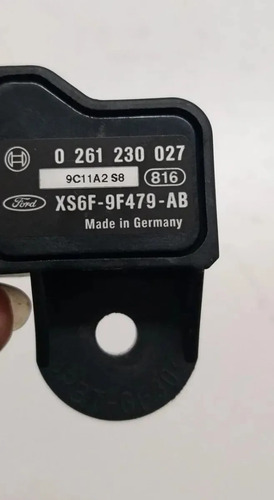 0 261 230 027
9C11A2 S8 816
Ford XS6F-9F479-AB
Made in Germany